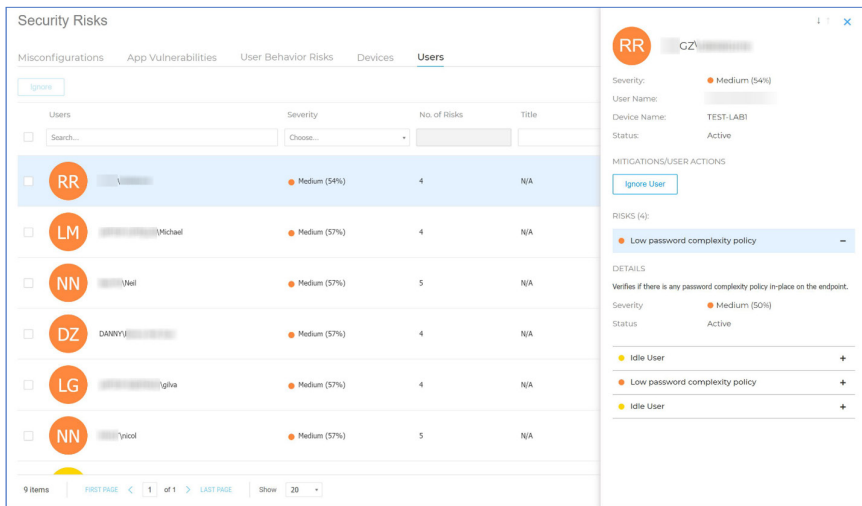 Security Risks
Misconfigurations App Vulnerabilities User Behavior Risks Devices Users
Ignore
Users Severity No. of Risks Title
Search... Choose...
RR \ Medium (54%) 4 N/A
LM \Michael Medium (57%) 4 N/A
NN \Neil Medium (57%) 5 N/A
DZ DANNY\ Medium (57%) 4 N/A
LG \gilva Medium (57%) 4 N/A
NN \nicol Medium (57%) 5 N/A
9 items FIRST PAGE < 1 of 1 > LAST PAGE Show 20
RR GZ\
Severity: Medium (54%)
User Name:
Device Name: TEST-LAB1
Status: Active
MITIGATIONS/USER ACTIONS
Ignore User
RISKS (4):
Low password complexity policy −
DETAILS
Verifies if there is any password complexity policy in-place on the endpoint.
Severity Medium (50%)
Status Active
Idle User +
Low password complexity policy +
Idle User +